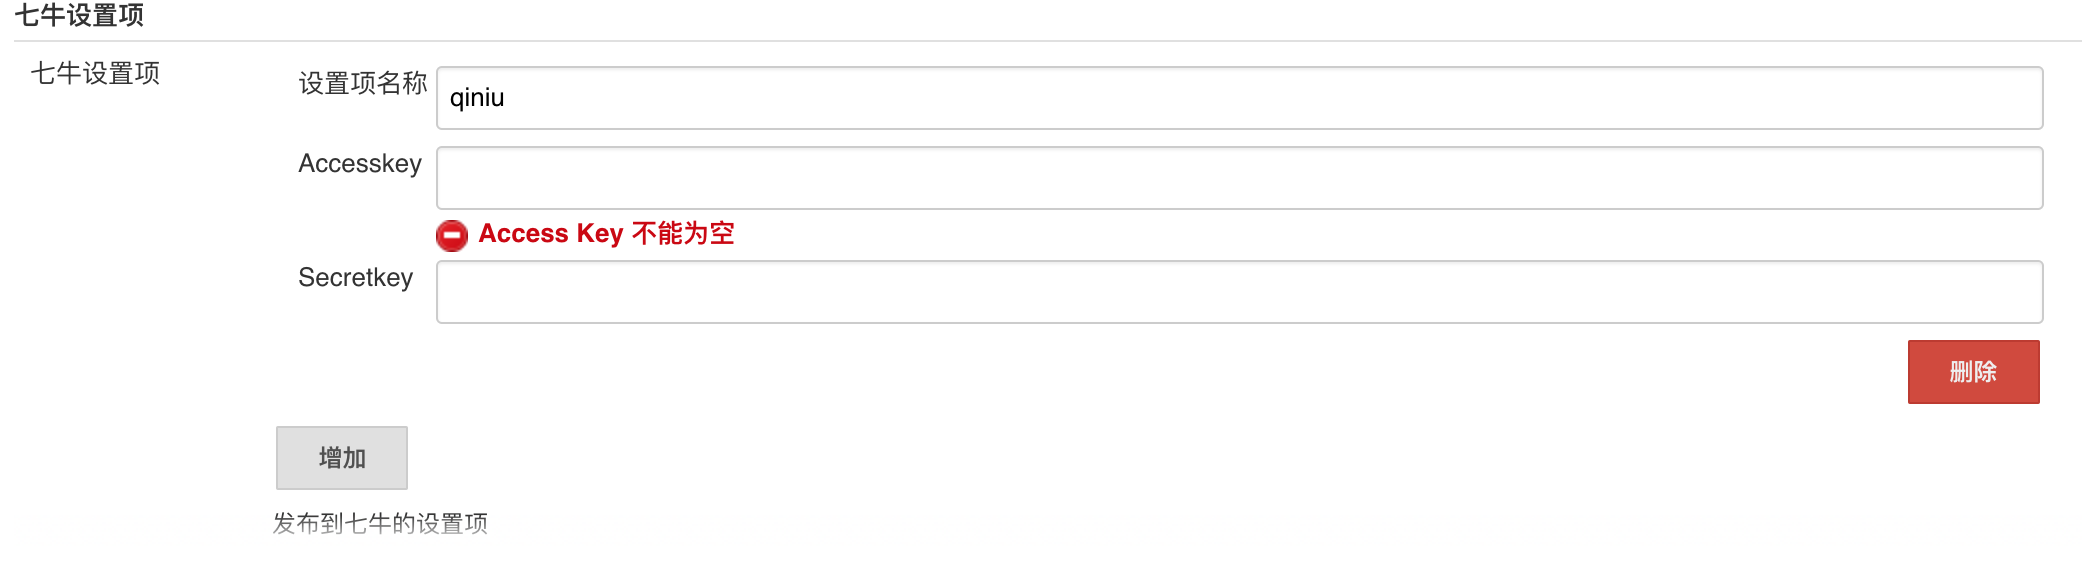 七牛设置项
七牛设置项
设置项名称
qiniu
Accesskey
Access Key 不能为空
Secretkey
删除
增加
发布到七牛的设置项